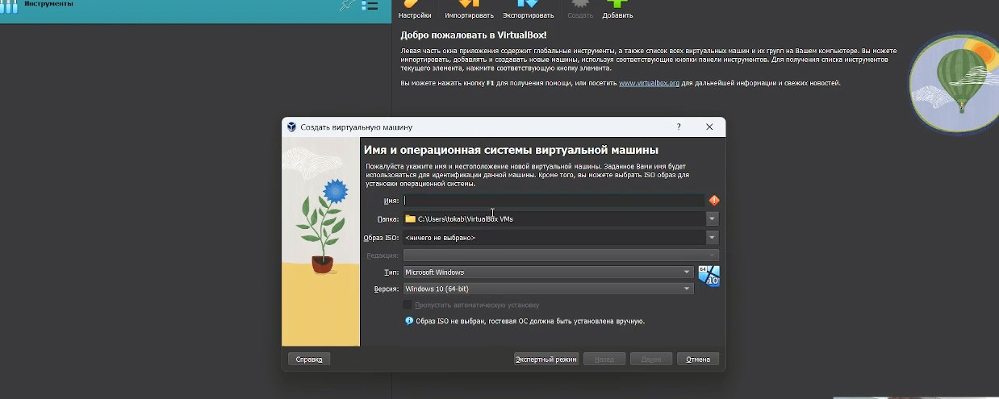 Инструменты
Настройки Импортировать Экспортировать Создать Добавить
Добро пожаловать в VirtualBox!
Левая часть окна приложения содержит глобальные инструменты, а также список всех виртуальных машин и их групп на Вашем компьютере. Вы можете
импортировать, добавлять и создавать новые машины, используя соответствующие кнопки панели инструментов. Для получения списка инструментов
текущего элемента, нажмите соответствующую кнопку элемента.
Вы можете нажать кнопку F1 для получения помощи, или посетить www.virtualbox.org для дальнейшей информации и свежих новостей.
Создать виртуальную машину
Имя и операционная системы виртуальной машины
Пожалуйста укажите имя и местоположение новой виртуальной машины. Заданное Вами имя будет
использоваться для идентификации данной машины. Кроме того, вы можете выбрать ISO образ для
установки операционной системы.
Имя:
Папка: C:\Users\tokab\VirtualBox VMs
Образ ISO: <ничего не выбрано>
Редакция:
Тип: Microsoft Windows
64
Версия: Windows 10 (64-bit)
10
Пропустить автоматическую установку
Образ ISO не выбран, гостевая ОС должна быть установлена вручную.
Справка Экспертный режим Назад Далее Отмена